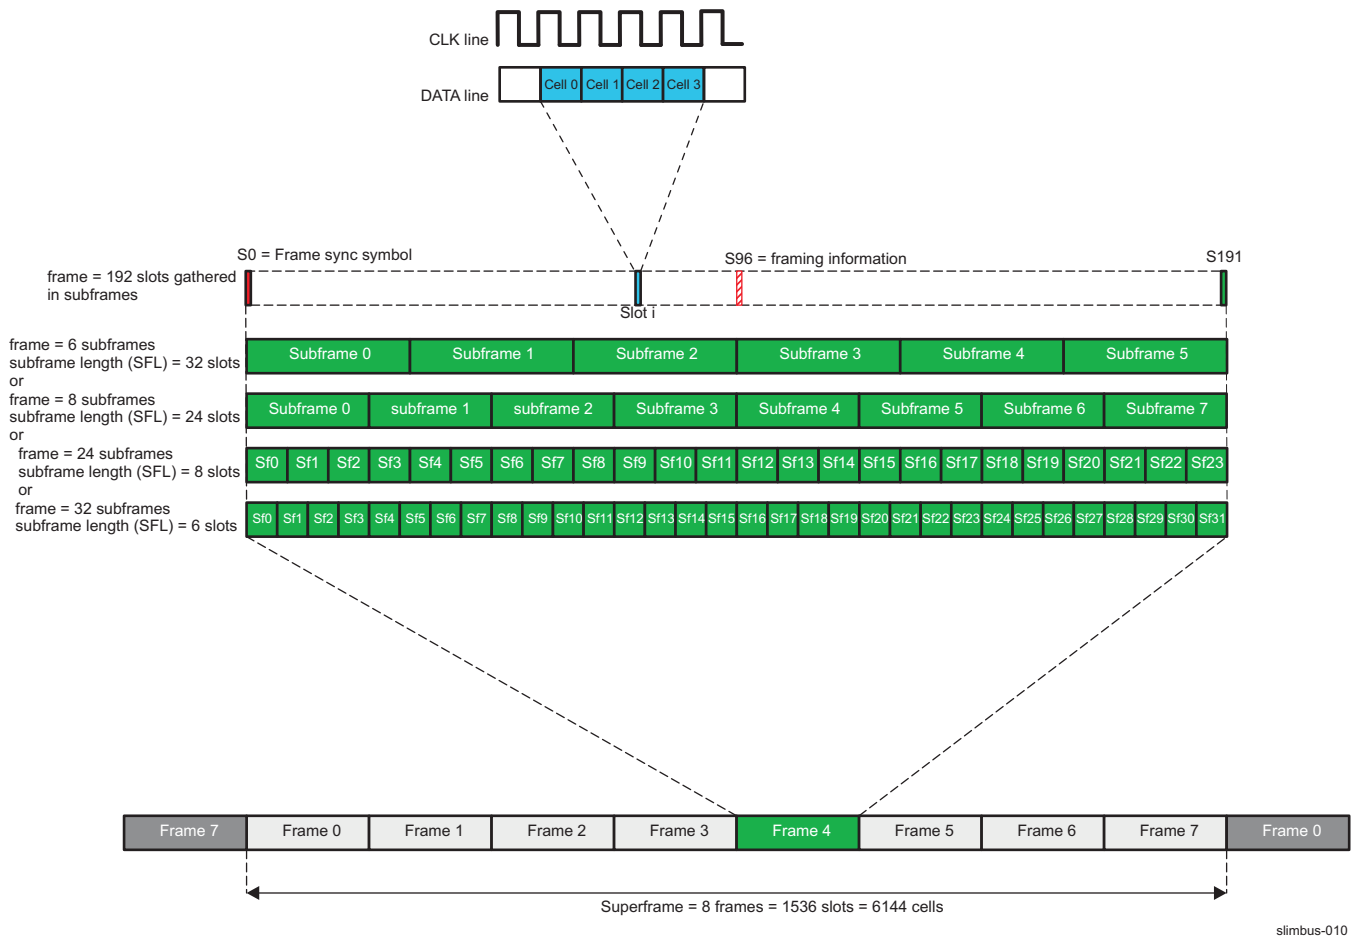 CLK line
DATA line
Cell 0 Cell 1 Cell 2 Cell 3
S0 = Frame sync symbol
S96 = framing information
S191
frame = 192 slots gathered
in subframes
Slot i
frame = 6 subframes
subframe length (SFL) = 32 slots
Subframe 0 Subframe 1 Subframe 2 Subframe 3 Subframe 4 Subframe 5
or
frame = 8 subframes
subframe length (SFL) = 24 slots
Subframe 0 subframe 1 subframe 2 Subframe 3 Subframe 4 Subframe 5 Subframe 6 Subframe 7
or
frame = 24 subframes
subframe length (SFL) = 8 slots
Sf0 Sf1 Sf2 Sf3 Sf4 Sf5 Sf6 Sf7 Sf8 Sf9 Sf10 Sf11 Sf12 Sf13 Sf14 Sf15 Sf16 Sf17 Sf18 Sf19 Sf20 Sf21 Sf22 Sf23
or
frame = 32 subframes
subframe length (SFL) = 6 slots
Sf0 Sf1 Sf2 Sf3 Sf4 Sf5 Sf6 Sf7 Sf8 Sf9 Sf10 Sf11 Sf12 Sf13 Sf14 Sf15 Sf16 Sf17 Sf18 Sf19 Sf20 Sf21 Sf22 Sf23 Sf24 Sf25 Sf26 Sf27 Sf28 Sf29 Sf30 Sf31
Frame 7 Frame 0 Frame 1 Frame 2 Frame 3 Frame 4 Frame 5 Frame 6 Frame 7 Frame 0
Superframe = 8 frames = 1536 slots = 6144 cells
slimbus-010